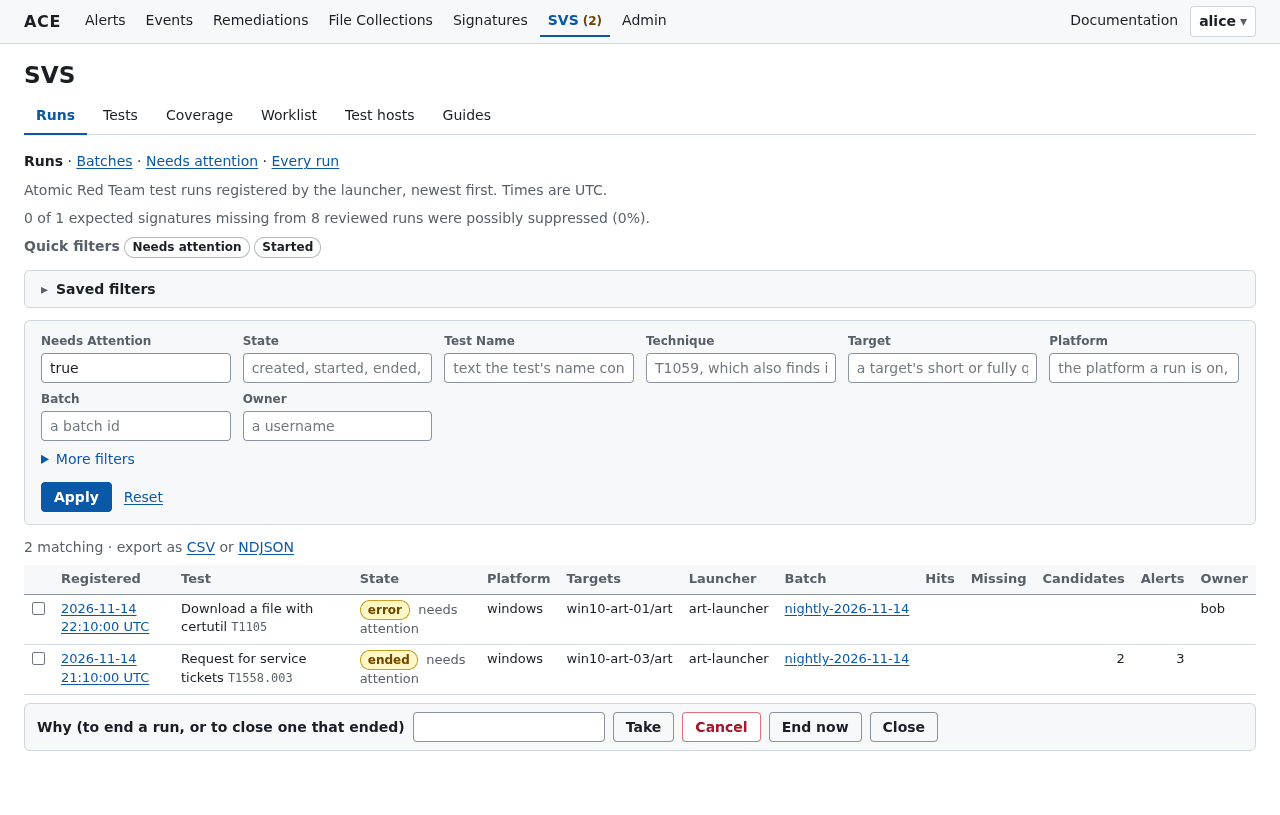 ACE Alerts Events Remediations File Collections Signatures SVS (2) Admin Documentation alice ▾
SVS
Runs Tests Coverage Worklist Test hosts Guides
Runs · Batches · Needs attention · Every run
Atomic Red Team test runs registered by the launcher, newest first. Times are UTC.
0 of 1 expected signatures missing from 8 reviewed runs were possibly suppressed (0%).
Quick filters Needs attention Started
▸ Saved filters
Needs Attention State Test Name Technique Target Platform
true created, started, ended, text the test's name con T1059, which also finds i a target's short or fully q the platform a run is on,
Batch Owner
a batch id a username
▶ More filters
Apply Reset
2 matching · export as CSV or NDJSON
Registered Test State Platform Targets Launcher Batch Hits Missing Candidates Alerts Owner
2026-11-14 Download a file with error needs windows win10-art-01/art art-launcher nightly-2026-11-14 bob
22:10:00 UTC certutil T1105 attention
2026-11-14 Request for service ended needs windows win10-art-03/art art-launcher nightly-2026-11-14 2 3
21:10:00 UTC tickets T1558.003 attention
Why (to end a run, or to close one that ended) Take Cancel End now Close